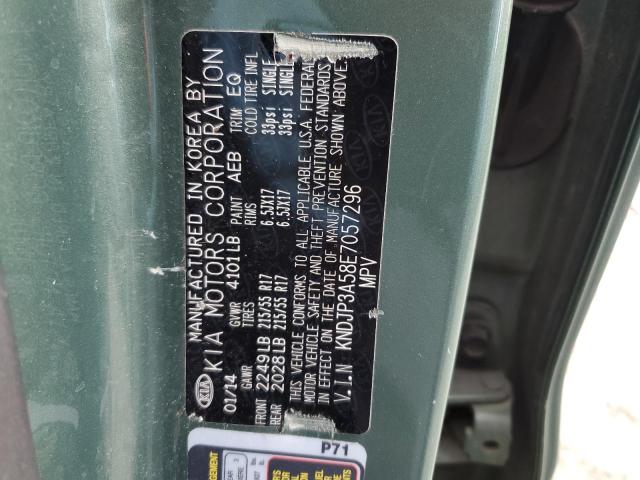 MANUFACTURED IN KOREA BY
KIA KIA MOTORS CORPORATION
01/14 GVWR 4101LB PAINT AEB TRIM EQ
GAWR TIRES RIMS COLD TIRE INFL
FRONT 2249LB 215/55 R17 6.5JX17 33psi SINGLE
REAR 2028LB 215/55 R17 6.5JX17 33psi SINGLE
THIS VEHICLE CONFORMS TO ALL APPLICABLE U.S.A. FEDERAL
MOTOR VEHICLE SAFETY AND THEFT PREVENTION STANDARDS
IN EFFECT ON THE DATE OF MANUFACTURE SHOWN ABOVE.
V.I.N KNDJP3A58E7057296
MPV
P71